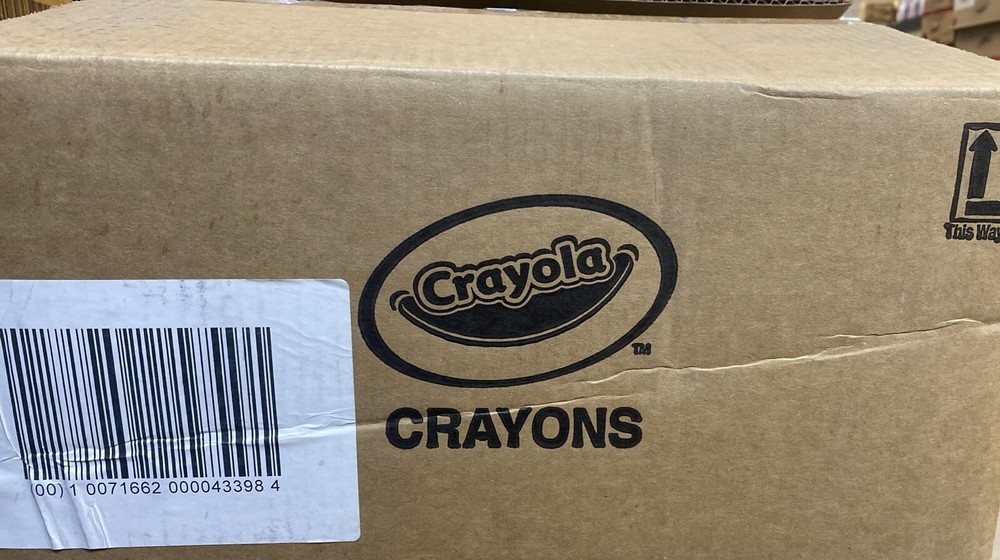 This Way
Crayola
TM
CRAYONS
(00) 1 0071662 000043398 4